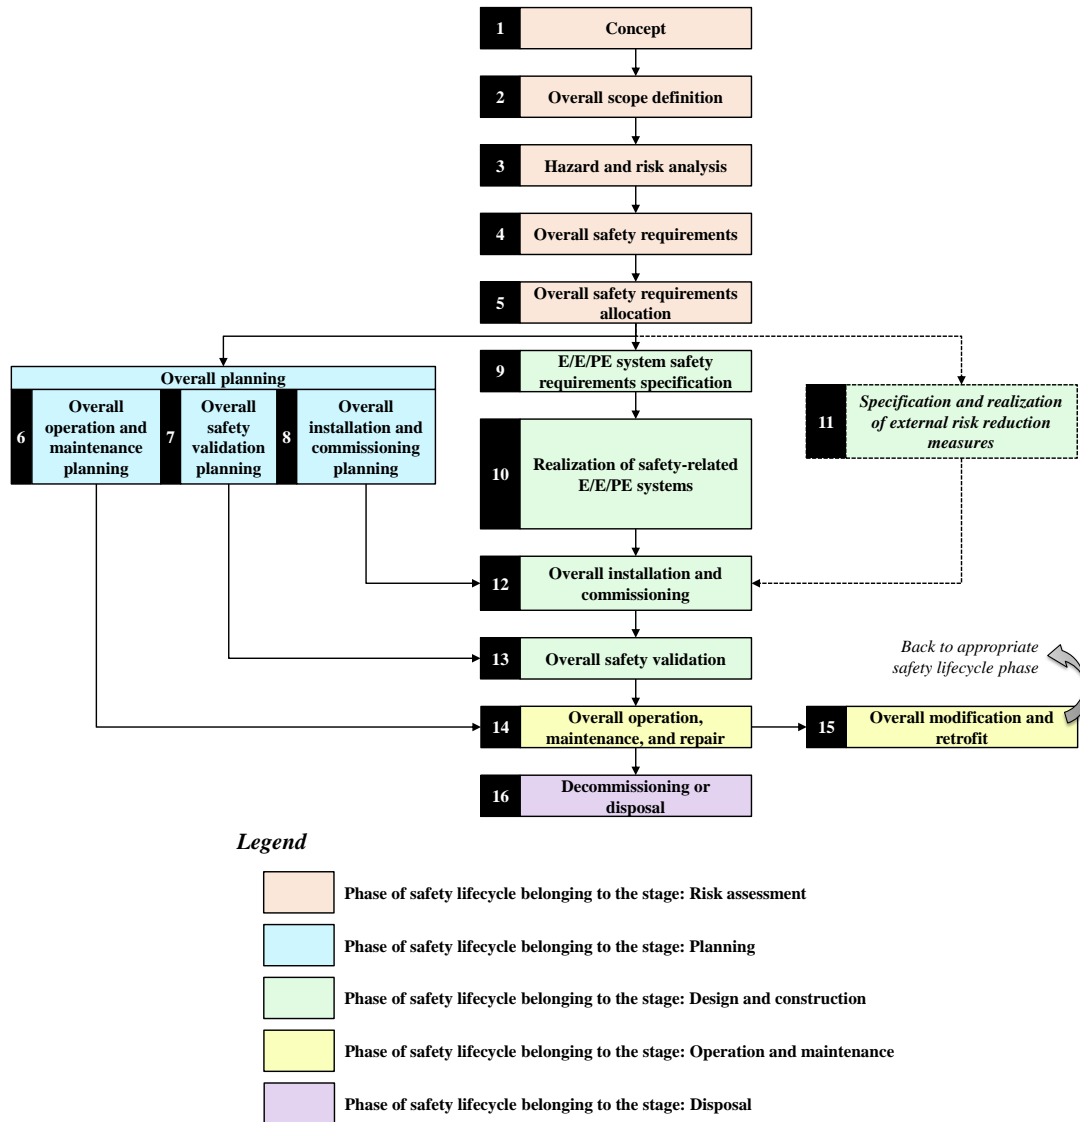 1
Concept
2
Overall scope definition
3
Hazard and risk analysis
4
Overall safety requirements
5
Overall safety requirements
allocation
Overall planning
6
Overall
operation and
maintenance
planning
7
Overall
safety
validation
planning
8
Overall
installation and
commissioning
planning
9
E/E/PE system safety
requirements specification
10
Realization of safety-related
E/E/PE systems
11
Specification and realization
of external risk reduction
measures
12
Overall installation and
commissioning
13
Overall safety validation
Back to appropriate
safety lifecycle phase
14
Overall operation,
maintenance, and repair
15
Overall modification and
retrofit
16
Decommissioning or
disposal
Legend
Phase of safety lifecycle belonging to the stage: Risk assessment
Phase of safety lifecycle belonging to the stage: Planning
Phase of safety lifecycle belonging to the stage: Design and construction
Phase of safety lifecycle belonging to the stage: Operation and maintenance
Phase of safety lifecycle belonging to the stage: Disposal